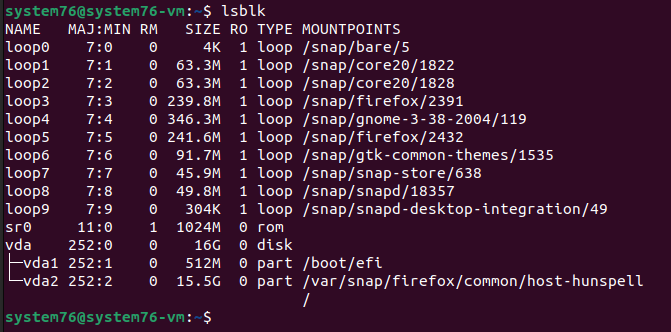 system76@system76-vm:~$ lsblk
NAME   MAJ:MIN RM   SIZE RO TYPE MOUNTPOINTS
loop0    7:0    0     4K  1 loop /snap/bare/5
loop1    7:1    0  63.3M  1 loop /snap/core20/1822
loop2    7:2    0  63.3M  1 loop /snap/core20/1828
loop3    7:3    0 239.8M  1 loop /snap/firefox/2391
loop4    7:4    0 346.3M  1 loop /snap/gnome-3-38-2004/119
loop5    7:5    0 241.6M  1 loop /snap/firefox/2432
loop6    7:6    0  91.7M  1 loop /snap/gtk-common-themes/1535
loop7    7:7    0  45.9M  1 loop /snap/snap-store/638
loop8    7:8    0  49.8M  1 loop /snap/snapd/18357
loop9    7:9    0   304K  1 loop /snap/snapd-desktop-integration/49
sr0     11:0    1  1024M  0 rom
vda    252:0    0    16G  0 disk
├─vda1 252:1    0   512M  0 part /boot/efi
└─vda2 252:2    0  15.5G  0 part /var/snap/firefox/common/host-hunspell
                                 /
system76@system76-vm:~$